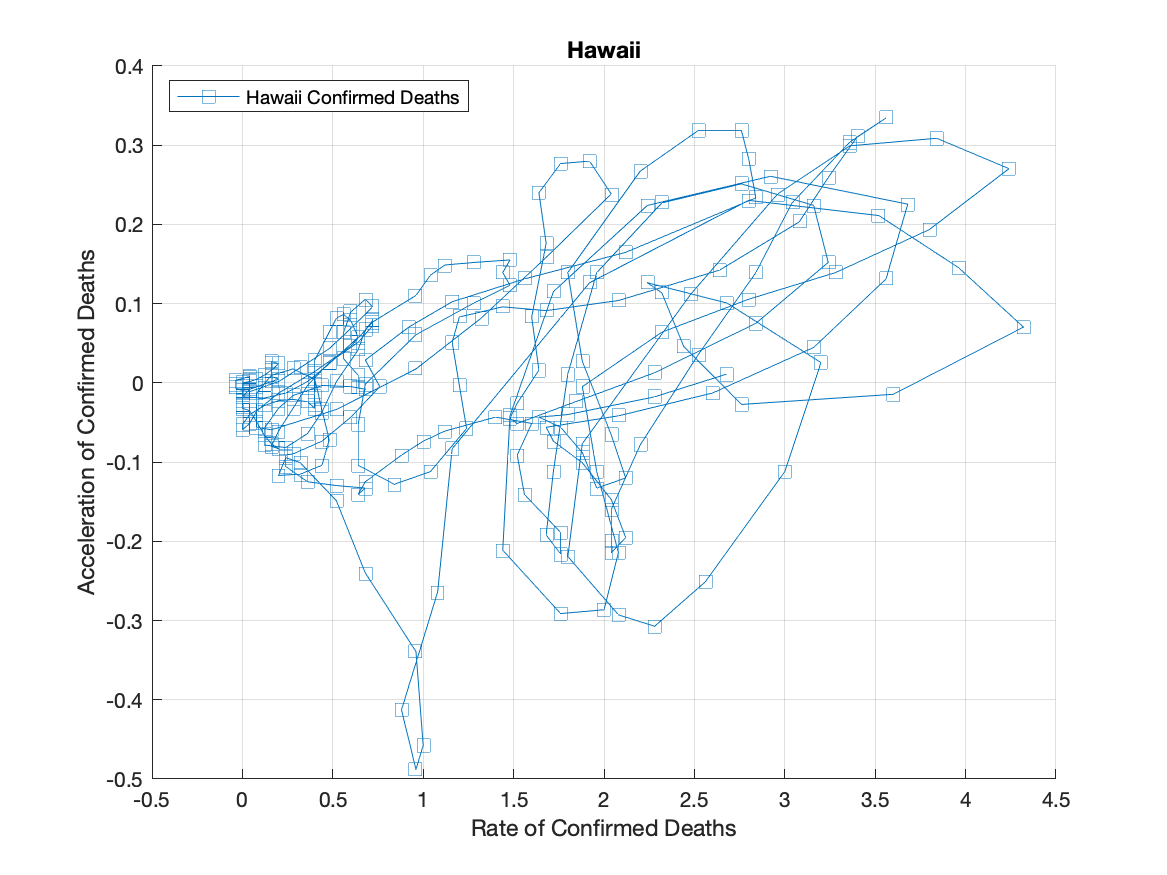 Hawaii
Hawaii Confirmed Deaths
0.4
0.3
0.2
0.1
0
-0.1
-0.2
-0.3
-0.4
-0.5
Acceleration of Confirmed Deaths
-0.5 0 0.5 1 1.5 2 2.5 3 3.5 4 4.5
Rate of Confirmed Deaths